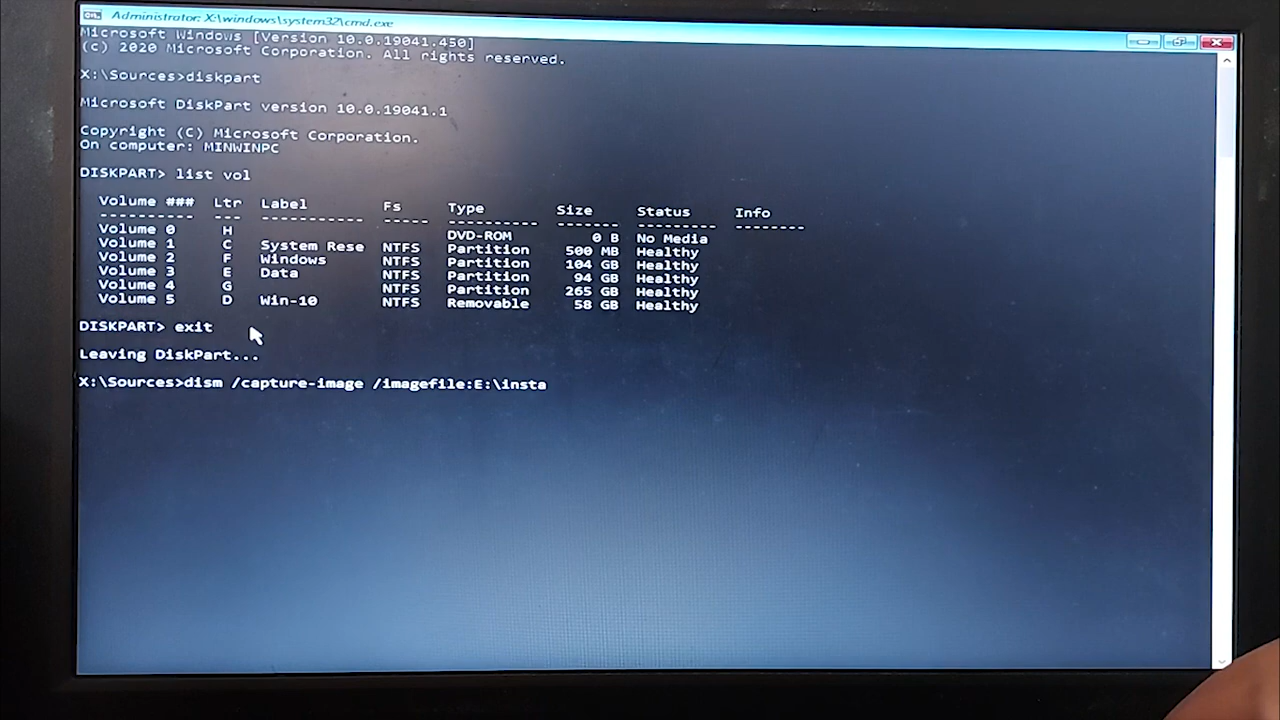 Administrator: X:\windows\system32\cmd.exe
Microsoft Windows [Version 10.0.19041.450]
(c) 2020 Microsoft Corporation. All rights reserved.
X:\Sources>diskpart
Microsoft DiskPart version 10.0.19041.1
Copyright (C) Microsoft Corporation.
On computer: MINWINPC
DISKPART> list vol
Volume ### Ltr Label Fs Type Size Status Info
---------- --- ----------- ----- ---------- ------- --------- --------
Volume 0 H DVD-ROM 0 B No Media
Volume 1 C System Rese NTFS Partition 500 MB Healthy
Volume 2 F Windows NTFS Partition 104 GB Healthy
Volume 3 E Data NTFS Partition 94 GB Healthy
Volume 4 G NTFS Partition 265 GB Healthy
Volume 5 D Win-10 NTFS Removable 58 GB Healthy
DISKPART> exit
Leaving DiskPart...
X:\Sources>dism /capture-image /imagefile:E:\insta